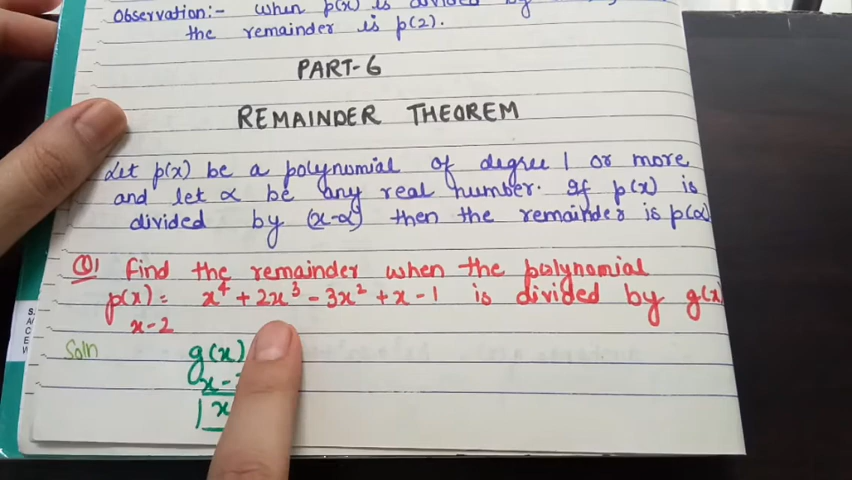 Observation:- when p(x) is divided by
the remainder is p(2).
PART-6
REMAINDER THEOREM
Let p(x) be a polynomial of degree 1 or more
and let α be any real number. If p(x) is
divided by (x-α) then the remainder is p(α)
Q1 Find the remainder when the polynomial
p(x) = x⁴ + 2x³ - 3x² + x - 1 is divided by g(x)
x-2
Soln g(x)
x-
x